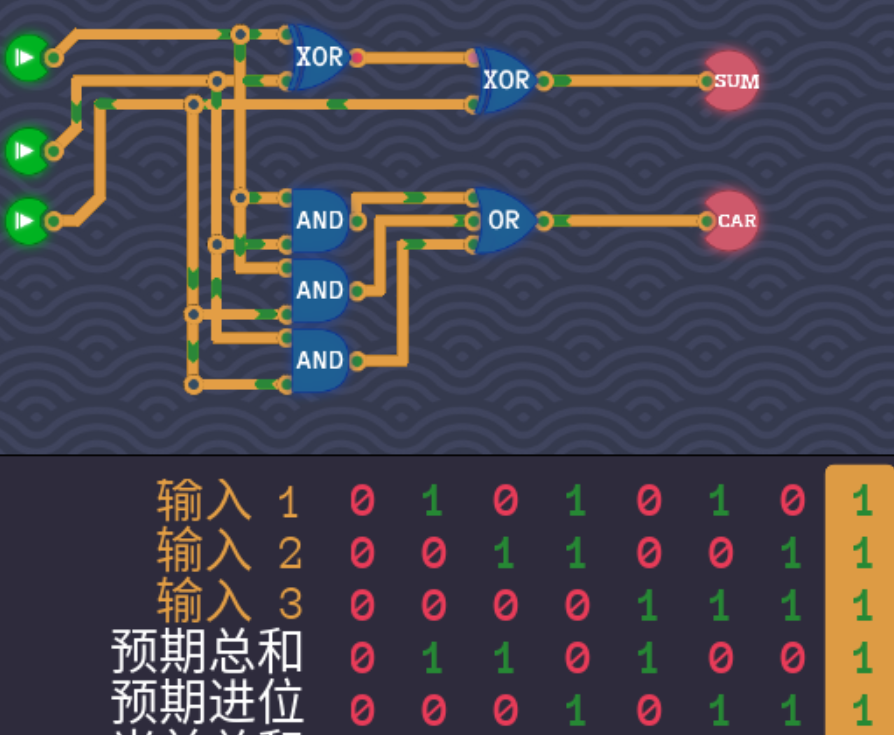 XOR
XOR
SUM
AND
OR
CAR
AND
AND
输入 1 0 1 0 1 0 1 0 1
输入 2 0 0 1 1 0 0 1 1
输入 3 0 0 0 0 1 1 1 1
预期总和 0 1 1 0 1 0 0 1
预期进位 0 0 0 1 0 1 1 1